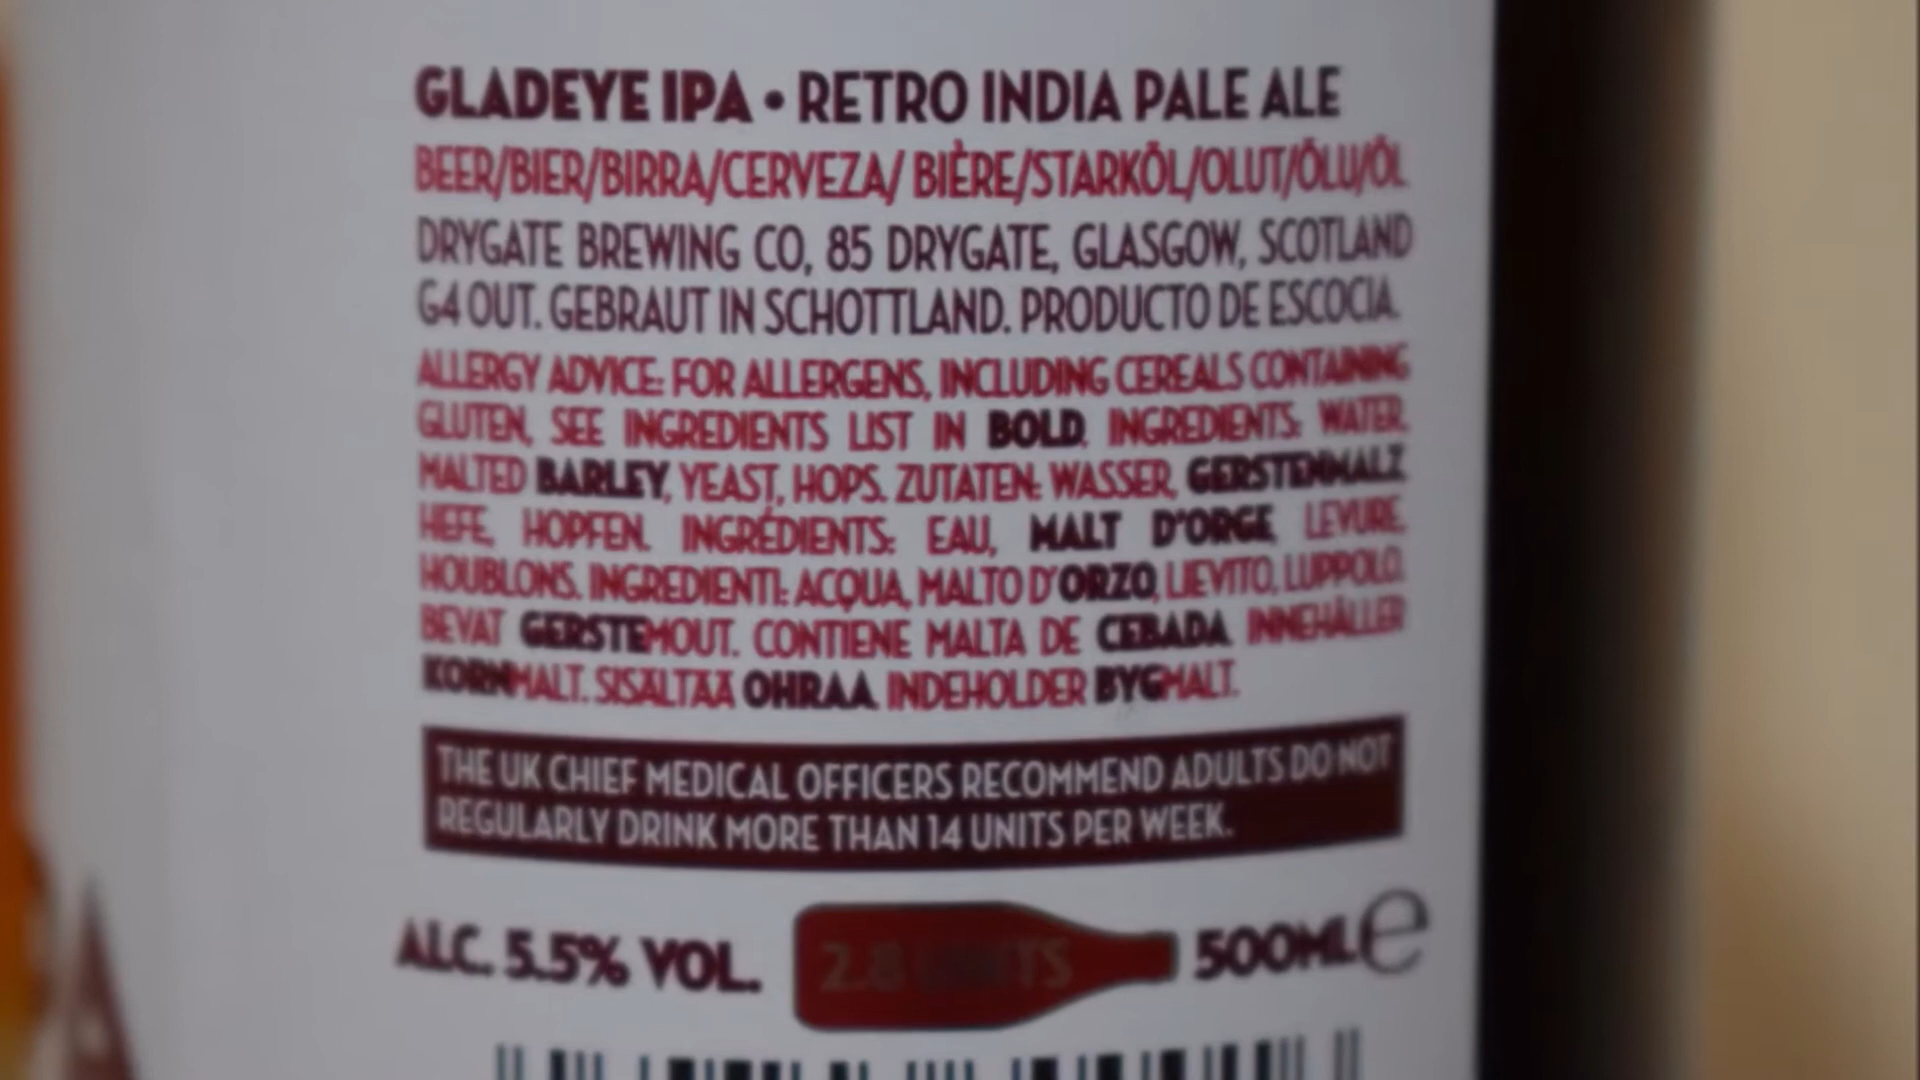 GLADEYE IPA • RETRO INDIA PALE ALE
BEER/BIER/BIRRA/CERVEZA/ BIÈRE/STARKÖL/OLUT/ÖLU/ÖL
DRYGATE BREWING CO, 85 DRYGATE, GLASGOW, SCOTLAND
G4 0UT. GEBRAUT IN SCHOTTLAND. PRODUCTO DE ESCOCIA.
ALLERGY ADVICE: FOR ALLERGENS, INCLUDING CEREALS CONTAINING
GLUTEN, SEE INGREDIENTS LIST IN BOLD. INGREDIENTS: WATER,
MALTED BARLEY, YEAST, HOPS. ZUTATEN: WASSER, GERSTENMALZ,
HEFE, HOPFEN. INGRÉDIENTS: EAU, MALT D'ORGE, LEVURE,
HOUBLONS. INGREDIENTI: ACQUA, MALTO D'ORZO, LIEVITO, LUPPOLO.
BEVAT GERSTEMOUT. CONTIENE MALTA DE CEBADA. INNEHÅLLER
KORNMALT. SISÄLTÄÄ OHRAA. INDEHOLDER BYGMALT.
THE UK CHIEF MEDICAL OFFICERS RECOMMEND ADULTS DO NOT
REGULARLY DRINK MORE THAN 14 UNITS PER WEEK.
ALC. 5.5% VOL. 2.8 UNITS 500ML e